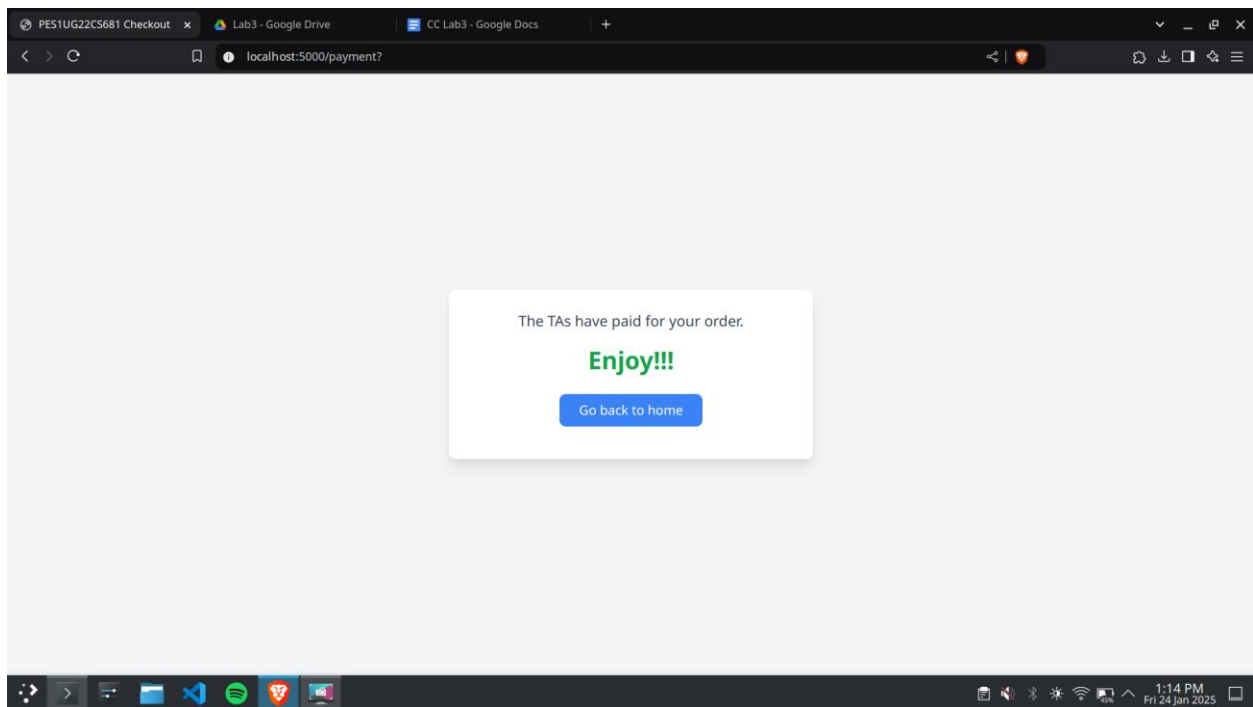 PES1UG22CS681 Checkout
Lab3 - Google Drive
CC Lab3 - Google Docs
localhost:5000/payment?
The TAs have paid for your order.
Enjoy!!!
Go back to home
45%
1:14 PM
Fri 24 Jan 2025